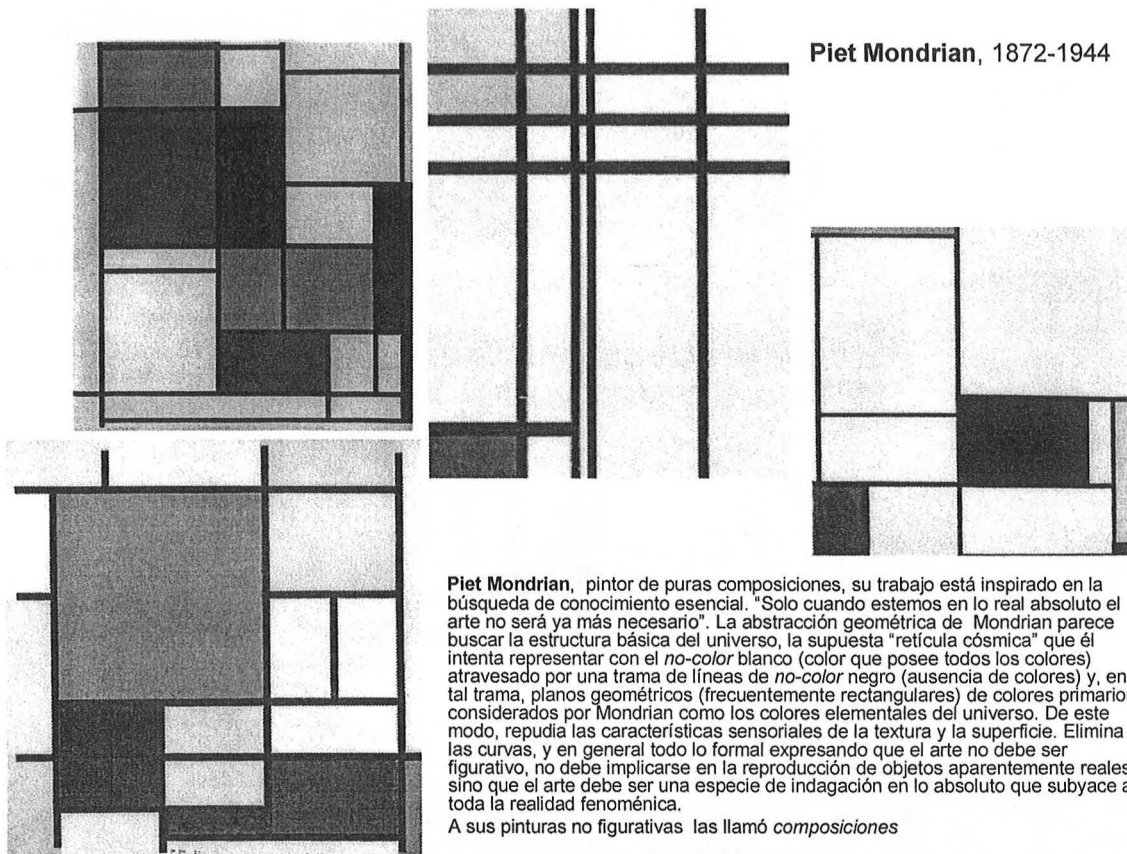 Piet Mondrian, 1872-1944
Piet Mondrian, pintor de puras composiciones, su trabajo está inspirado en la
búsqueda de conocimiento esencial. "Solo cuando estemos en lo real absoluto el
arte no será ya más necesario". La abstracción geométrica de Mondrian parece
buscar la estructura básica del universo, la supuesta "retícula cósmica" que él
intenta representar con el no-color blanco (color que posee todos los colores)
atravesado por una trama de líneas de no-color negro (ausencia de colores) y, en
tal trama, planos geométricos (frecuentemente rectangulares) de colores primario
considerados por Mondrian como los colores elementales del universo. De este
modo, repudia las características sensoriales de la textura y la superficie. Elimina
las curvas, y en general todo lo formal expresando que el arte no debe ser
figurativo, no debe implicarse en la reproducción de objetos aparentemente reales
sino que el arte debe ser una especie de indagación en lo absoluto que subyace a
toda la realidad fenoménica.
A sus pinturas no figurativas las llamó composiciones